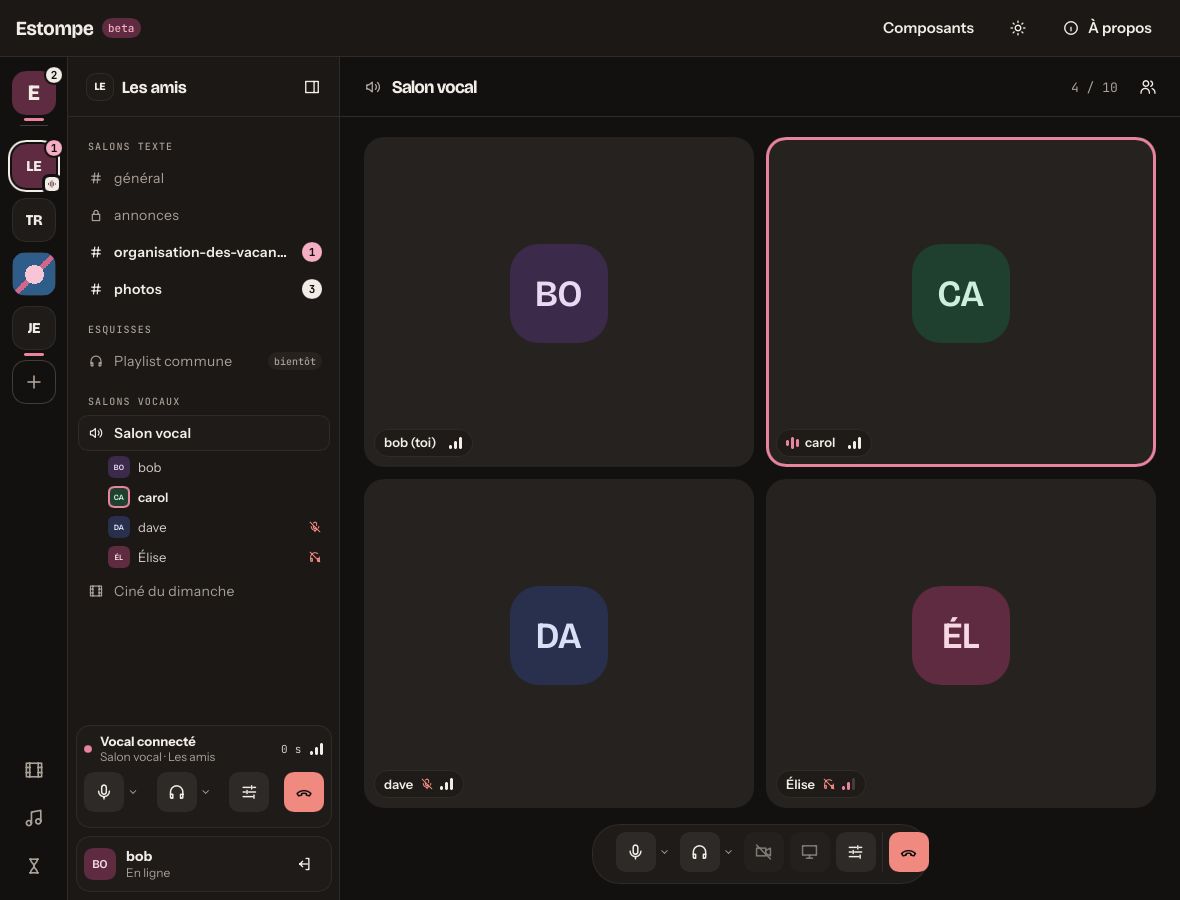 Estompe beta
Composants
À propos
E 2
LE 1
TR
JE
LE Les amis
SALONS TEXTE
# général
annonces
# organisation-des-vacan... 1
# photos 3
ESQUISSES
Playlist commune bientôt
SALONS VOCAUX
Salon vocal
BO bob
CA carol
DA dave
ÉL Élise
Ciné du dimanche
Vocal connecté
Salon vocal · Les amis
0 s
BO bob
En ligne
Salon vocal
4 / 10
BO
bob (toi)
CA
carol
DA
dave
ÉL
Élise